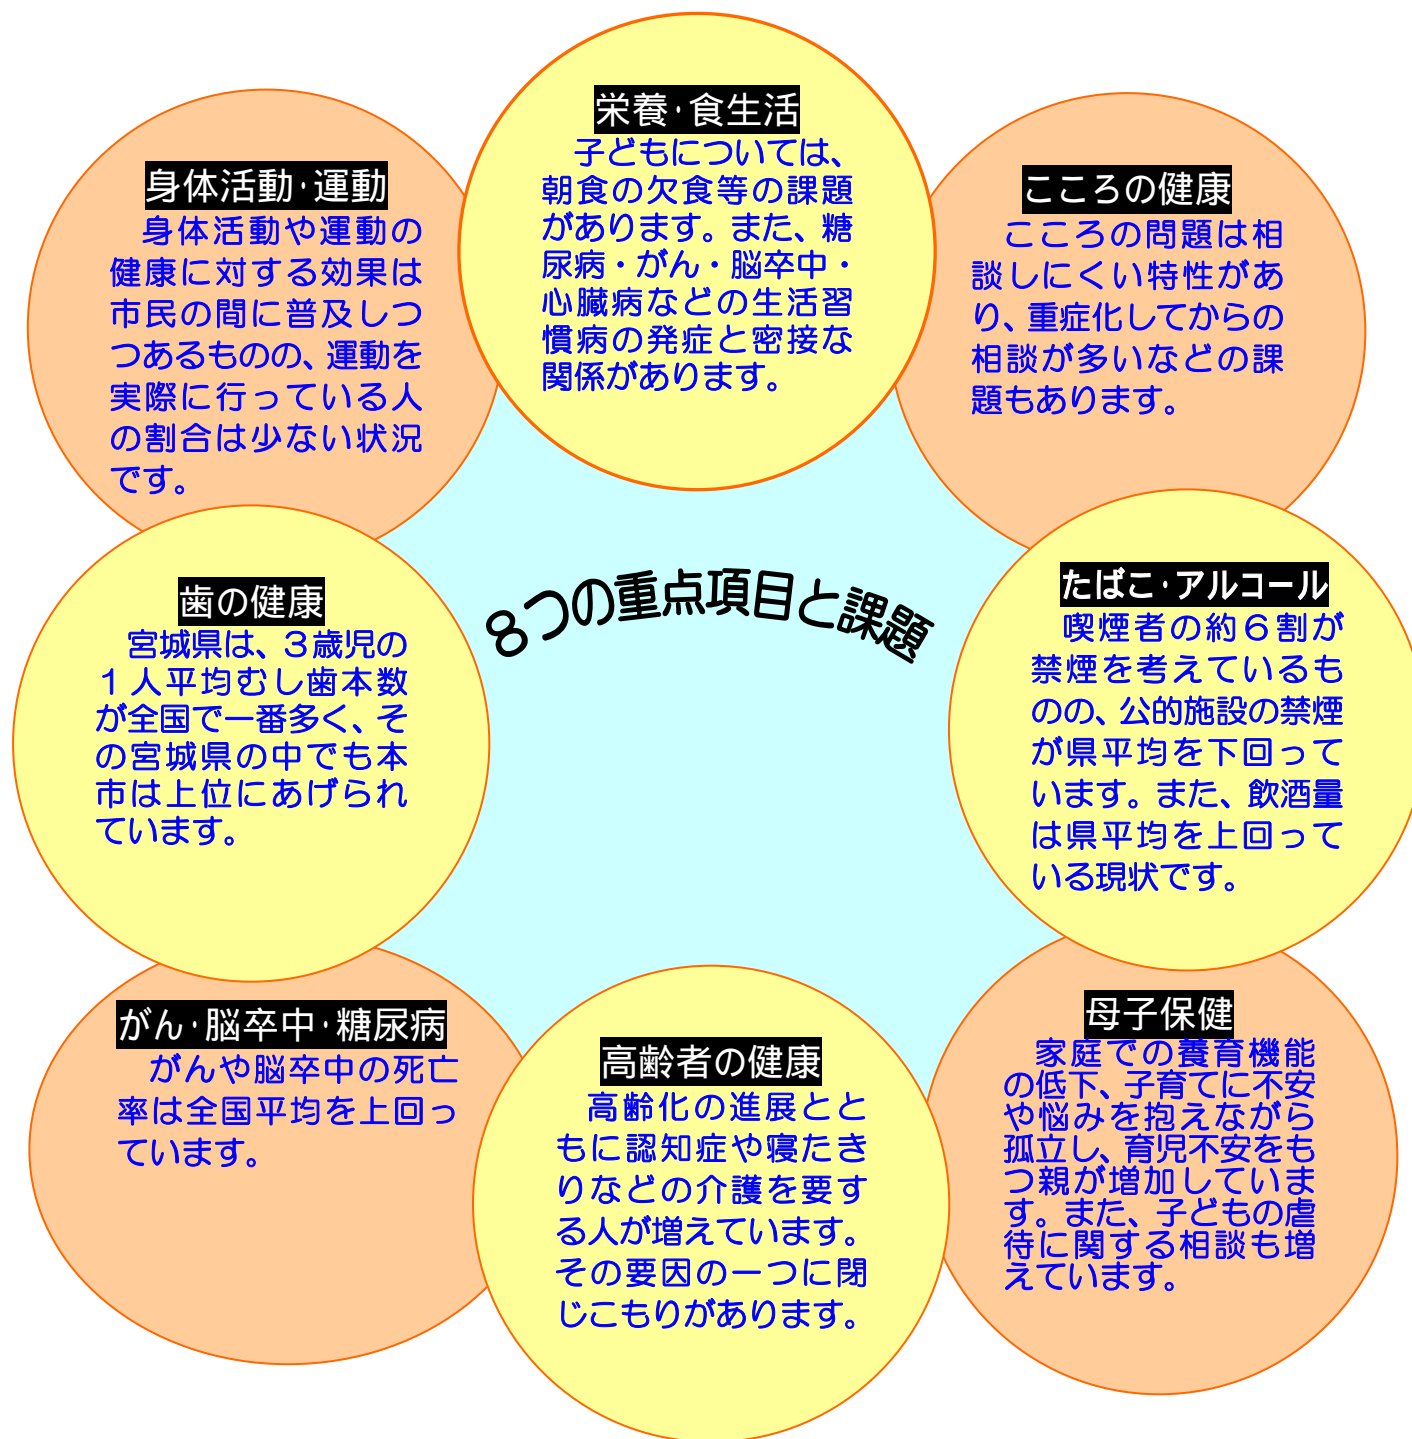 栄養・食生活
子どもについては、
朝食の欠食等の課題
があります。また、糖
尿病・がん・脳卒中・
心臓病などの生活習
慣病の発症と密接な
関係があります。
身体活動・運動
身体活動や運動の
健康に対する効果は
市民の間に普及しつ
つあるものの、運動を
実際に行っている人
の割合は少ない状況
です。
こころの健康
こころの問題は相
談しにくい特性があ
り、重症化してからの
相談が多いなどの課
題もあります。
8つの重点項目と課題
歯の健康
宮城県は、３歳児の
１人平均むし歯本数
が全国で一番多く、そ
の宮城県の中でも本
市は上位にあげられ
ています。
たばこ・アルコール
喫煙者の約６割が
禁煙を考えているも
のの、公的施設の禁煙
が県平均を下回って
います。また、飲酒量
は県平均を上回って
いる現状です。
がん・脳卒中・糖尿病
がんや脳卒中の死亡
率は全国平均を上回っ
ています。
高齢者の健康
高齢化の進展とと
もに認知症や寝たき
りなどの介護を要す
る人が増えています。
その要因の一つに閉
じこもりがあります。
母子保健
家庭での養育機能
の低下、子育てに不安
や悩みを抱えながら
孤立し、育児不安をも
つ親が増加していま
す。また、子どもの虐
待に関する相談も増
えています。